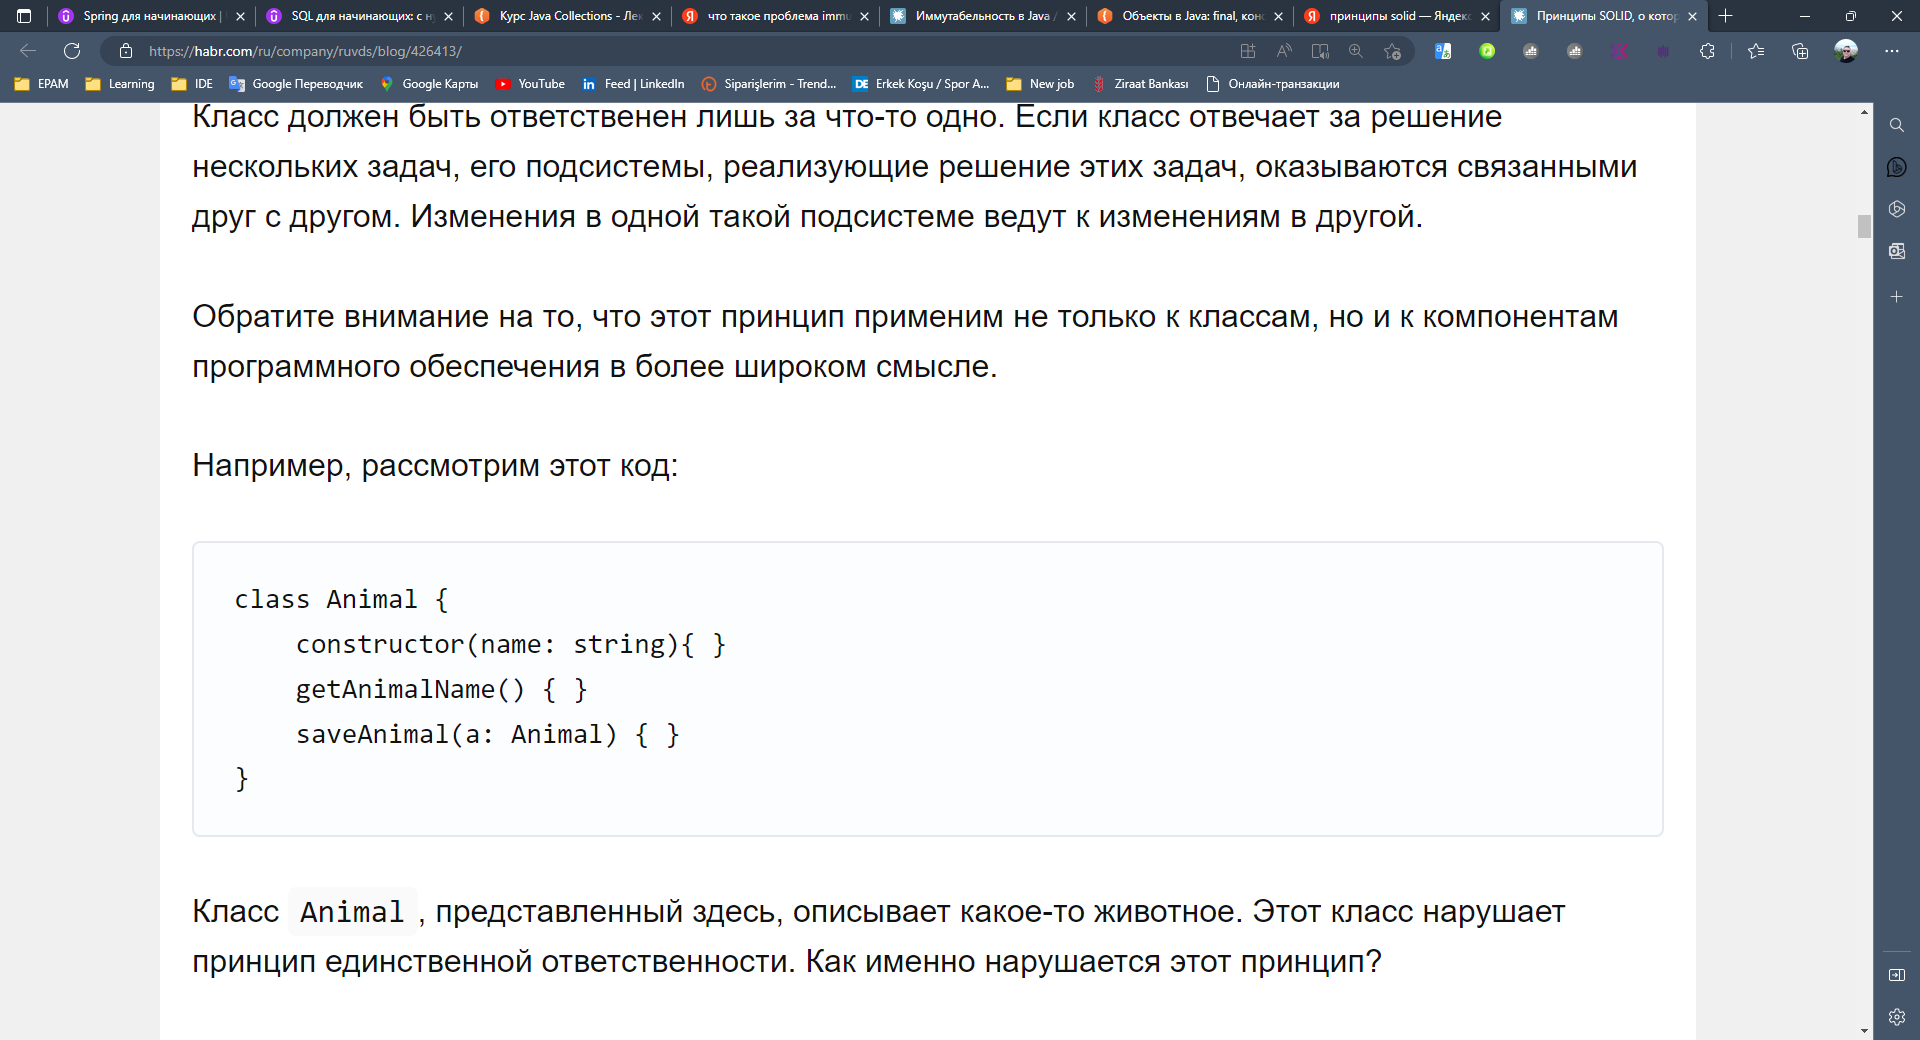 Spring для начинающих |
SQL для начинающих: с н
Курс Java Collections - Лек
что такое проблема immu
Иммутабельность в Java /
Объекты в Java: final, кон
принципы solid — Яндекс
Принципы SOLID, о котор
https://habr.com/ru/company/ruvds/blog/426413/
EPAM
Learning
IDE
Google Переводчик
Google Карты
YouTube
Feed | LinkedIn
Siparişlerim - Trend...
Erkek Koşu / Spor A...
New job
Ziraat Bankası
Онлайн-транзакции
Класс должен быть ответственен лишь за что-то одно. Если класс отвечает за решение
нескольких задач, его подсистемы, реализующие решение этих задач, оказываются связанными
друг с другом. Изменения в одной такой подсистеме ведут к изменениям в другой.
Обратите внимание на то, что этот принцип применим не только к классам, но и к компонентам
программного обеспечения в более широком смысле.
Например, рассмотрим этот код:
class Animal {
constructor(name: string){ }
getAnimalName() { }
saveAnimal(a: Animal) { }
}
Класс Animal , представленный здесь, описывает какое-то животное. Этот класс нарушает
принцип единственной ответственности. Как именно нарушается этот принцип?